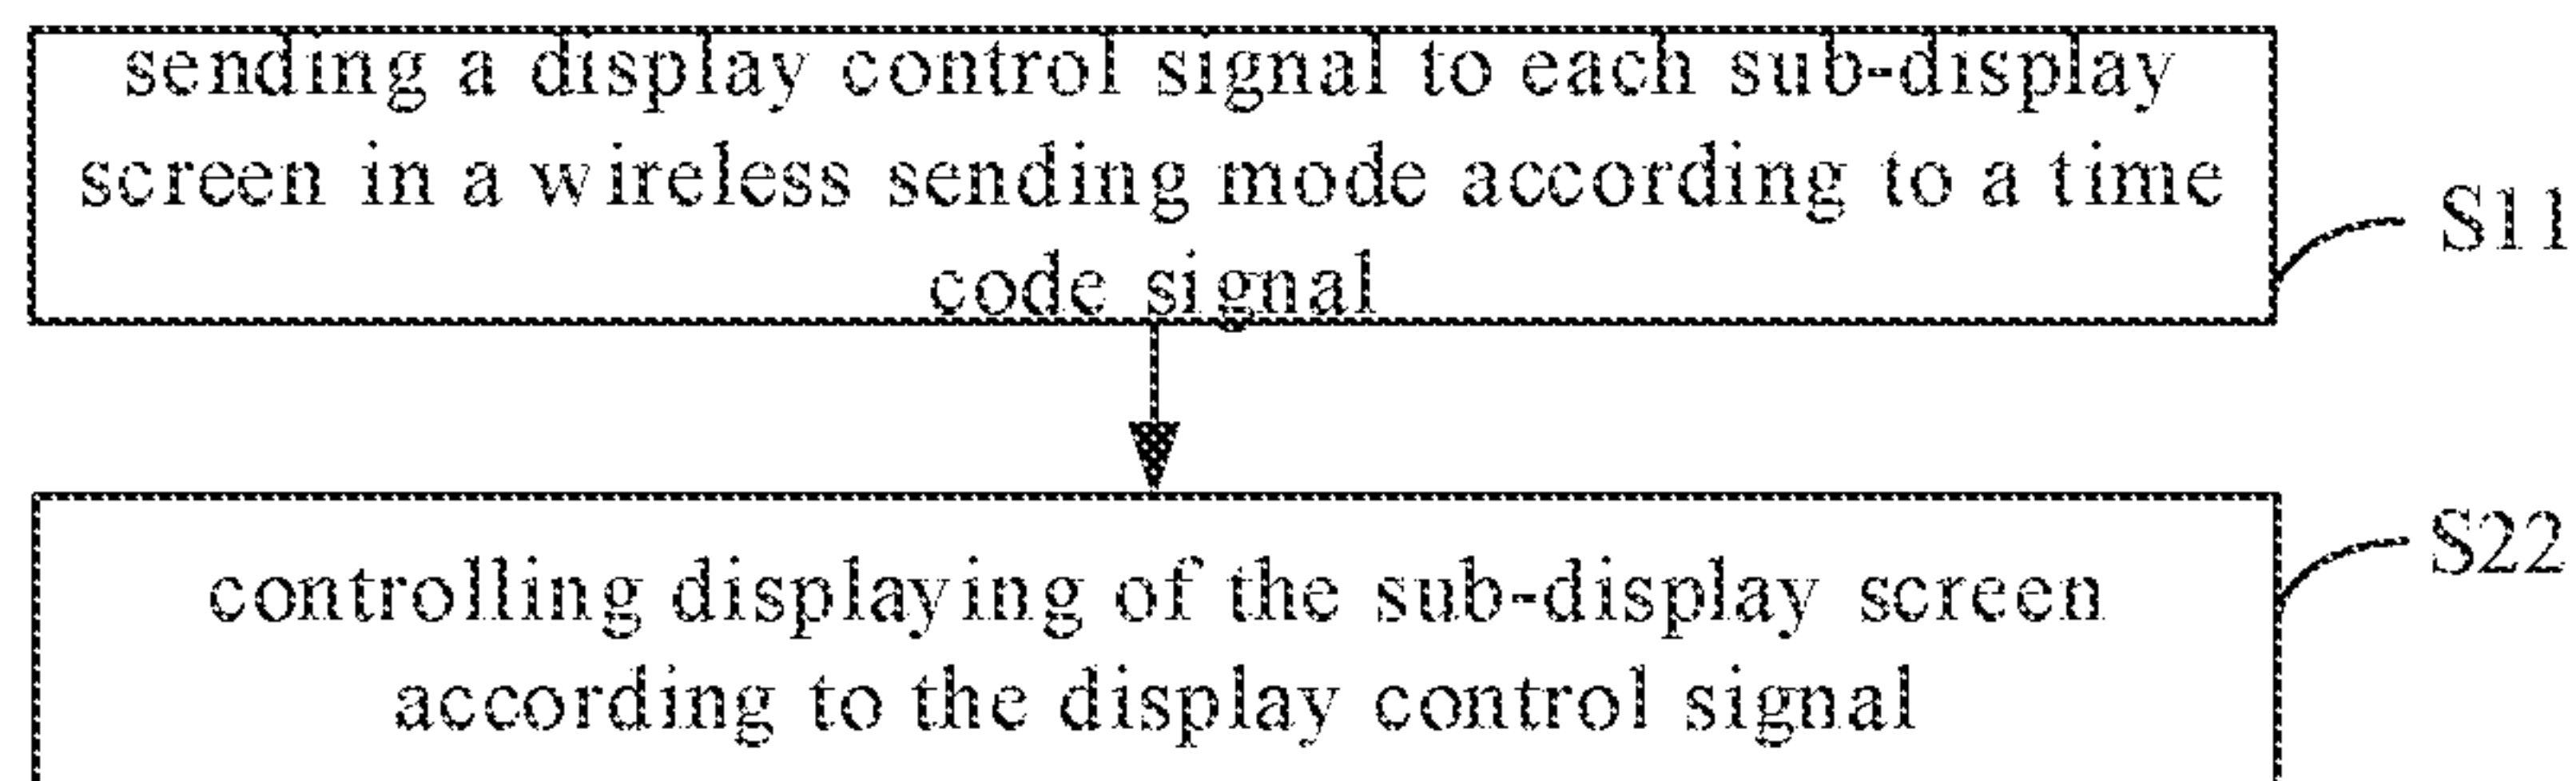 sending a display control signal to each sub-display
screen in a wireless sending mode according to a time
code signal
S11
controlling displaying of the sub-display screen
according to the display control signal
S22